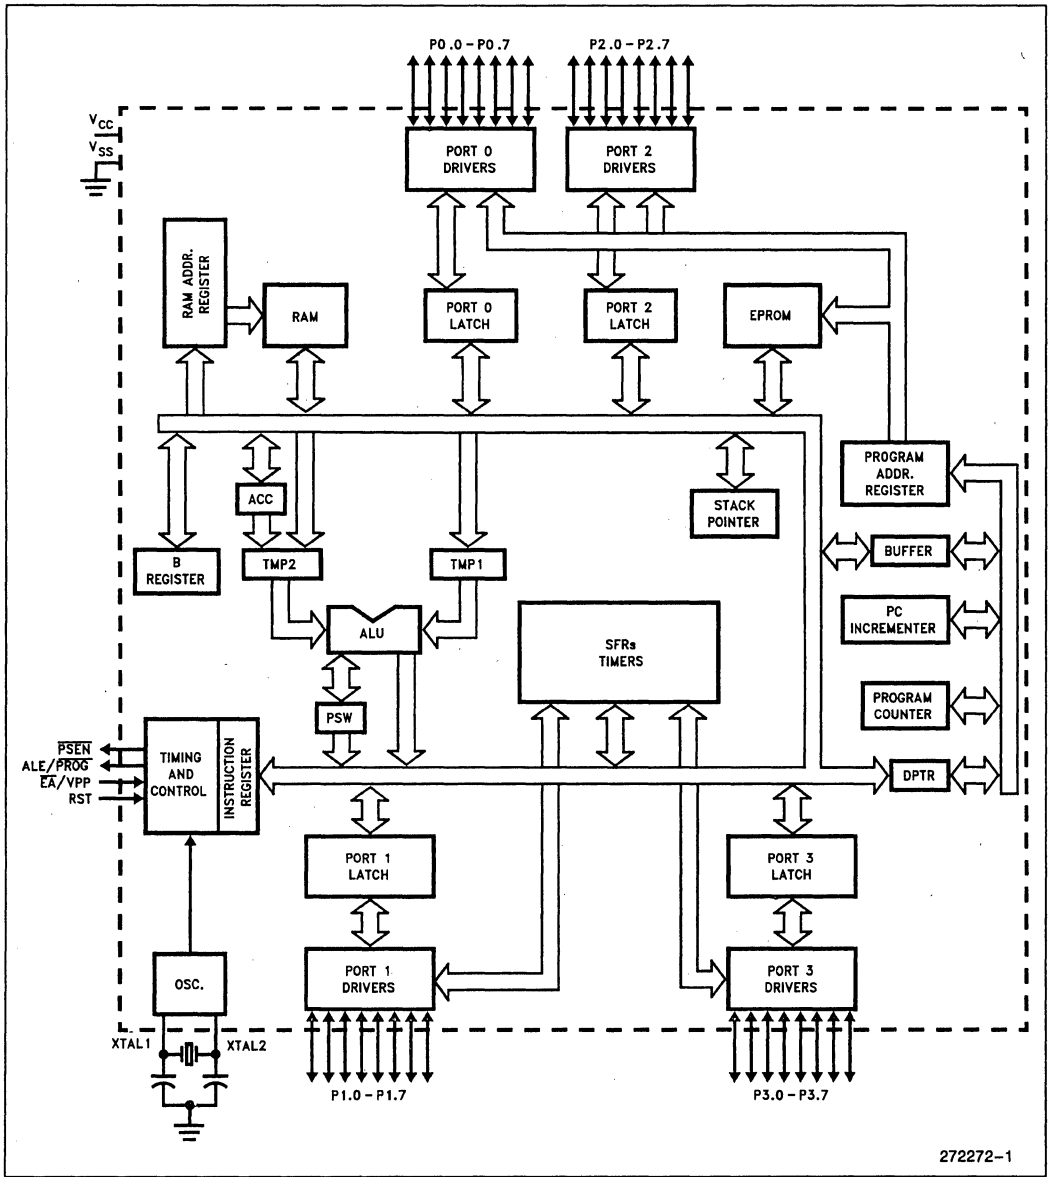 P0.0-P0.7
P2.0-P2.7
VCC
VSS
PORT 0
DRIVERS
PORT 2
DRIVERS
RAM ADDR.
REGISTER
RAM
PORT 0
LATCH
PORT 2
LATCH
EPROM
PROGRAM
ADDR.
REGISTER
ACC
STACK
POINTER
B
REGISTER
TMP2
TMP1
BUFFER
ALU
SFRs
TIMERS
PC
INCREMENTER
PSW
PROGRAM
COUNTER
PSEN
ALE/PROG
EA/VPP
RST
TIMING
AND
CONTROL
INSTRUCTION
REGISTER
DPTR
PORT 1
LATCH
PORT 3
LATCH
OSC.
PORT 1
DRIVERS
PORT 3
DRIVERS
XTAL1
XTAL2
P1.0-P1.7
P3.0-P3.7
272272-1